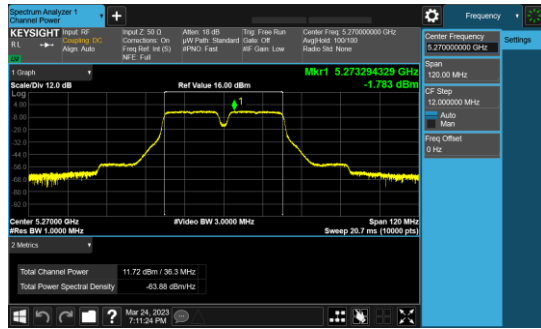 Spectrum Analyzer 1
Channel Power
+
Frequency
KEYSIGHT
RL
Input: RF
Coupling: DC
Align: Auto
Input Z: 50 Ω
Corrections: On
Freq Ref: Int (S)
NFE: Full
Atten: 18 dB
µW Path: Standard
#PNO: Fast
Trig: Free Run
Gate: Off
#IF Gain: Low
Center Freq: 5.270000000 GHz
Avg|Hold: 100/100
Radio Std: None
1 Graph
Scale/Div 12.0 dB
Log
Ref Value 16.00 dBm
Mkr1 5.273294329 GHz
-1.783 dBm
1
4.00
-8.00
-20.0
-32.0
-44.0
-56.0
-68.0
-80.0
-92.0
Center 5.27000 GHz
#Res BW 1.0000 MHz
#Video BW 3.0000 MHz
Span 120 MHz
Sweep 20.7 ms (10000 pts)
2 Metrics
Total Channel Power 11.72 dBm / 36.3 MHz
Total Power Spectral Density -63.88 dBm/Hz
?
Mar 24, 2023
7:11:24 PM
Center Frequency
5.270000000 GHz
Settings
Span
120.00 MHz
CF Step
12.000000 MHz
Auto
Man
Freq Offset
0 Hz